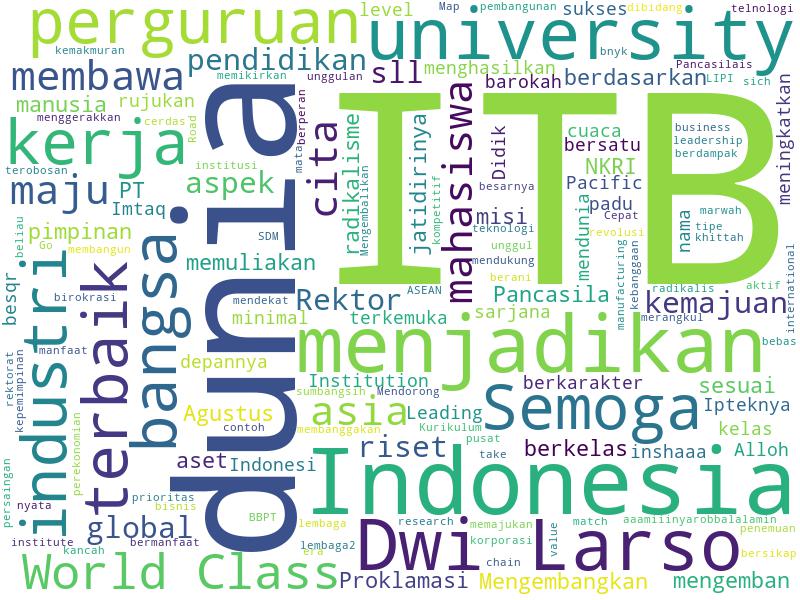 perguruan
level
Map
pembangunan
sukses
dibidang
telnologi
university
kemakmuran
pendidikan
bnyk
membawa
memikirkan
unggulan
sll
menghasilkan
barokah
berdasarkan
Pancasilais
LIPI
sich
manusia
rujukan
menggerakkan
cerdas
Road
berperan
mata
cita
radikalisme
Mengembalikan
ITB
jatidirinya
kompetitif
mahasiswa
Didik
cuaca
bersatu
business
leadership
berdampak
meningkatkan
kerja
terobosan
institusi
aspek
besarnya
NKRI
Pacific
padu
marwah
maju
PT
Imtaq
dunia
misi
Cepat
nama
tipe
khittah
beliau
pimpinan
Go
membangun
bangsa.
SDM
memuliakan
teknologi
unggul
mendukung
berani
mendunia
revolusi
manufacturing
kebanggaan
international
besqr.
industri
birokrasi
terbaik
mendekat
Rektor
ASEAN
Pancasila
radikalis
aktif
kemajuan
minimal
terkemuka
sarjana
merangkul
bebas
menjadikan
rektorat
kepemimpinan
manfaat
depannya
Institution
sumbangsih
Mendorong
berkarakter
sesuai
Agustus
contoh
asia
membanggakan
Leading
Kurikulum
Semoga
Ipteknya
kelas
perekonomian
riset
pusat
take
berkelas
inshaaa
Alloh
aset
Indonesi
Indonesia
persaingan
nyata
prioritas
bisnis
global
BBPT
lembaga
research
memajukan
match
aaamiiinyarobbalalamin
penemuan
institute
kancah
bermanfaat
lembaga2
era
Dwi Larso
korporasi
chain
value
bersikap
World Class
Proklamasi
Mengembangkan
mengemban